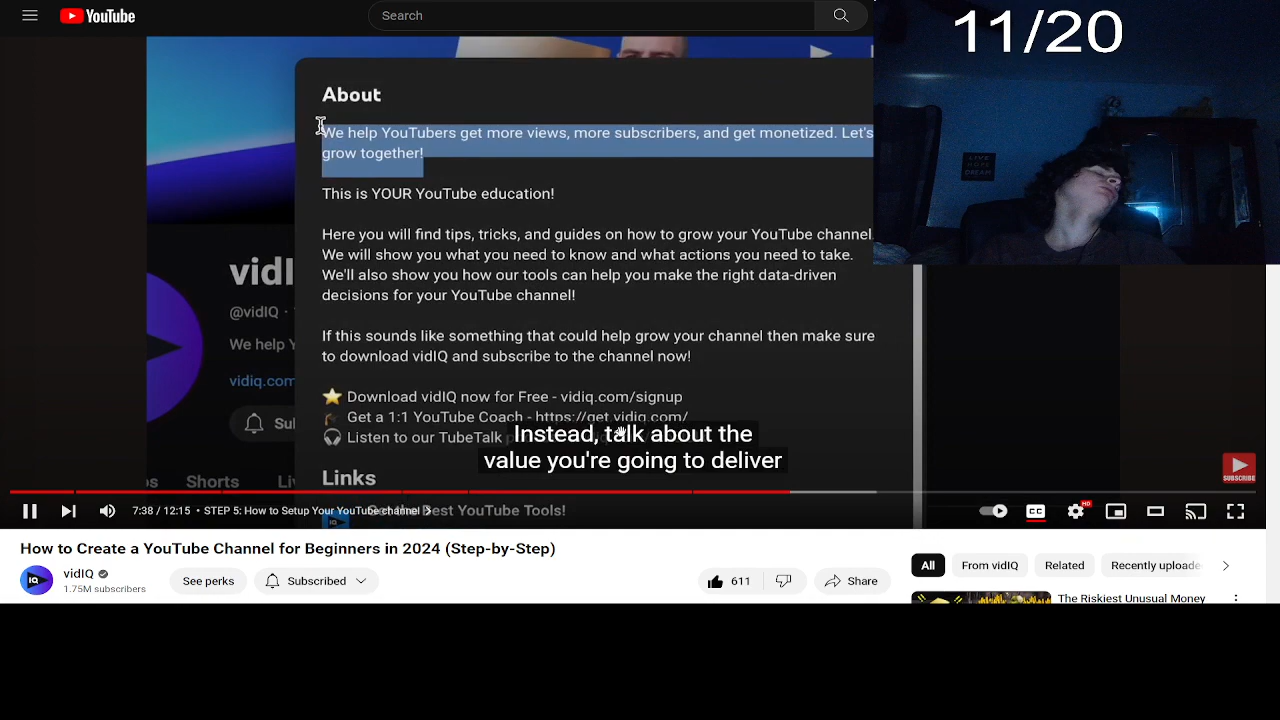 YouTube
Search
11/20
About
We help YouTubers get more views, more subscribers, and get monetized. Let's
grow together!
This is YOUR YouTube education!
Here you will find tips, tricks, and guides on how to grow your YouTube channel.
We will show you what you need to know and what actions you need to take.
We'll also show you how our tools can help you make the right data-driven
decisions for your YouTube channel!
If this sounds like something that could help grow your channel then make sure
to download vidIQ and subscribe to the channel now!
⭐ Download vidIQ now for Free - vidiq.com/signup
Get a 1:1 YouTube Coach - https://get.vidiq.com/
Listen to our TubeTalk
Links
Best YouTube Tools!
vidI
@vidIQ ·
We help Y
vidiq.com
Sul
Shorts
Liv
LIVE
DREAM
Instead, talk about the
value you're going to deliver
SUBSCRIBE
7:38 / 12:15 • STEP 5: How to Setup Your YouTube channel >
CC
HD
How to Create a YouTube Channel for Beginners in 2024 (Step-by-Step)
IQ
vidIQ
1.75M subscribers
See perks
Subscribed
611
Share
All
From vidIQ
Related
Recently uploade
The Riskiest Unusual Money